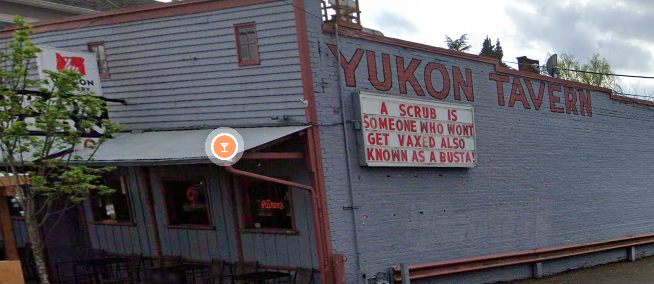 YUKON TAVERN
A SCRUB IS
SOMEONE WHO WONT
GET VAXED ALSO
KNOWN AS A BUSTA!